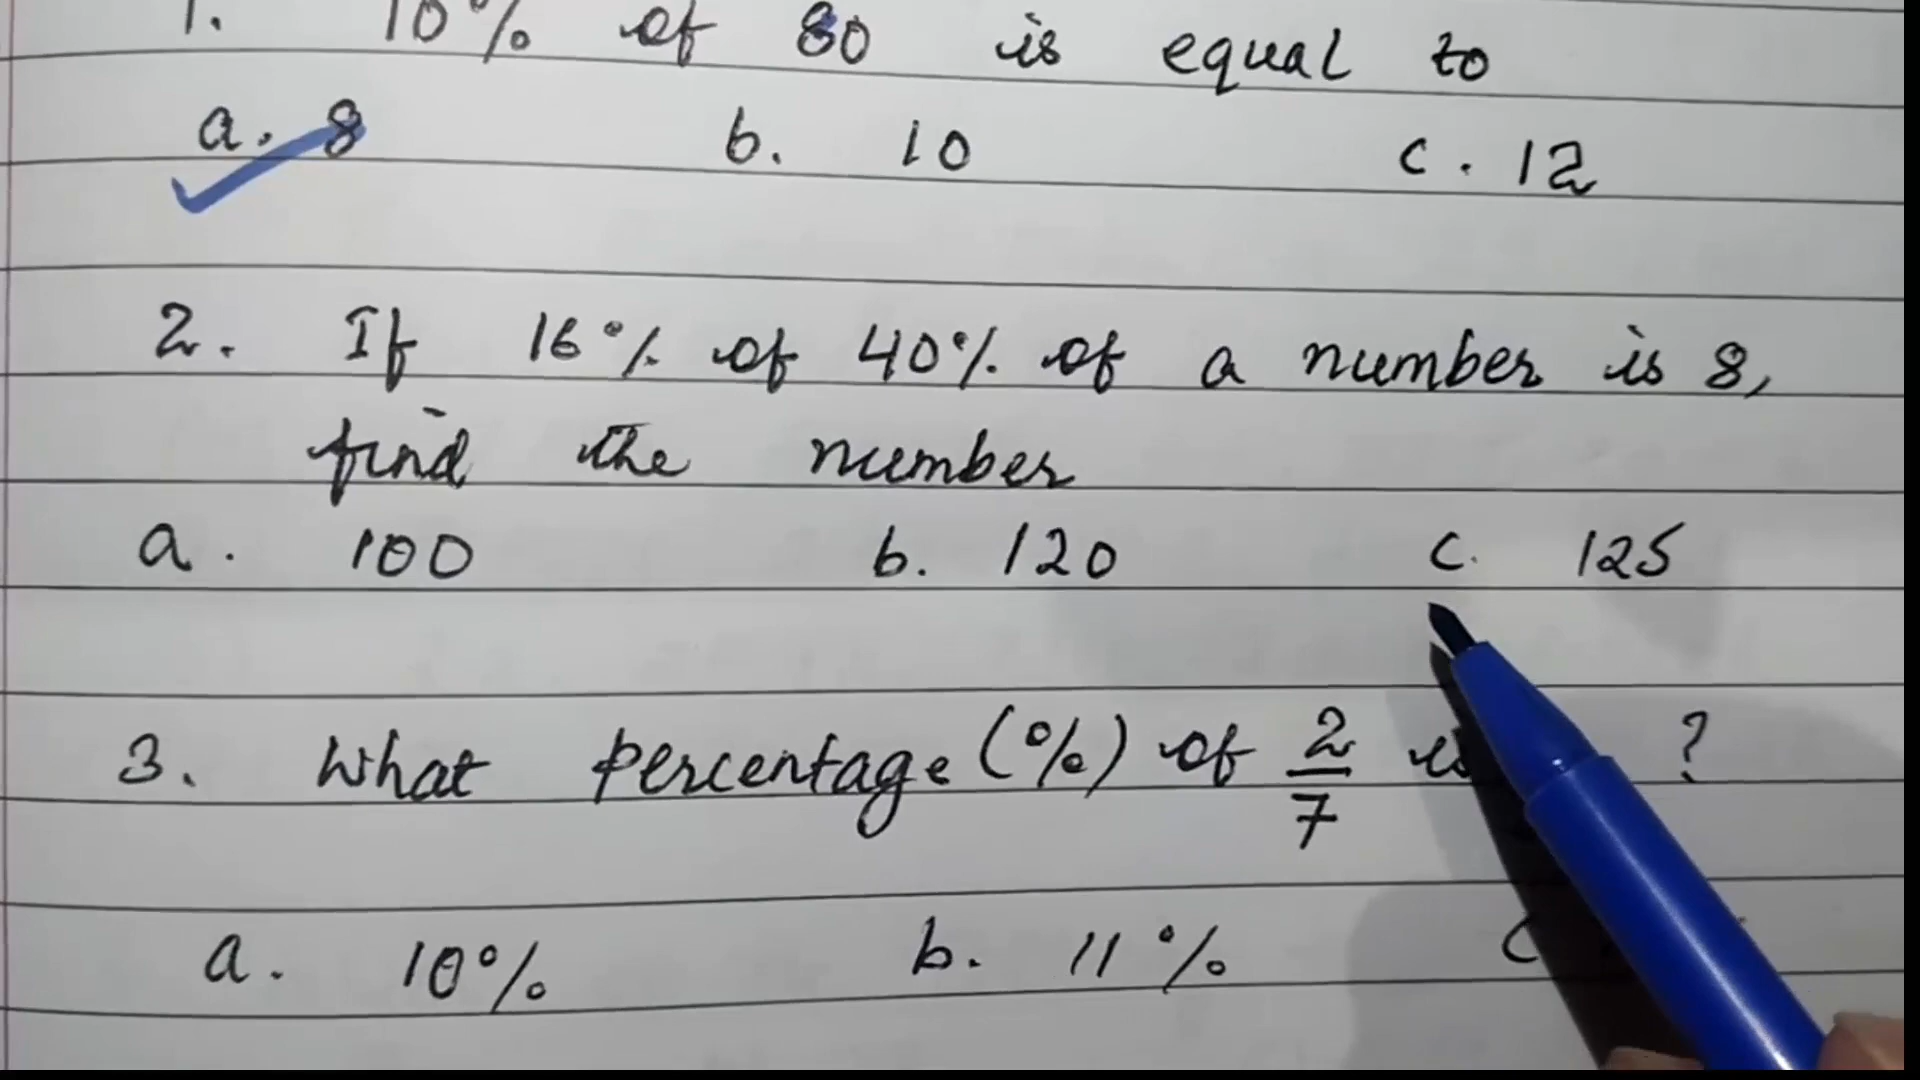 1. 10% of 80 is equal to
a. 8 b. 10 c. 12
2. If 16% of 40% of a number is 8,
find the number
a. 100 b. 120 c. 125
3. What percentage (%) of 2/7 is ?
a. 10% b. 11% c